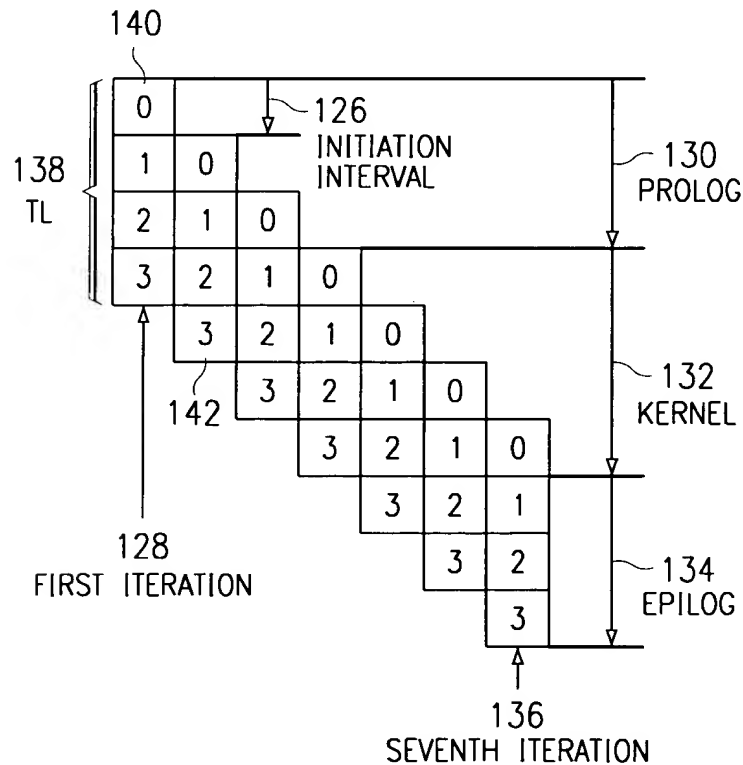 140
0
126
INITIATION
INTERVAL
138
TL
1 0
130
PROLOG
2 1 0
3 2 1 0
3 2 1 0
142
3 2 1 0
132
KERNEL
3 2 1 0
3 2 1
128
FIRST ITERATION
3 2
134
EPILOG
3
136
SEVENTH ITERATION